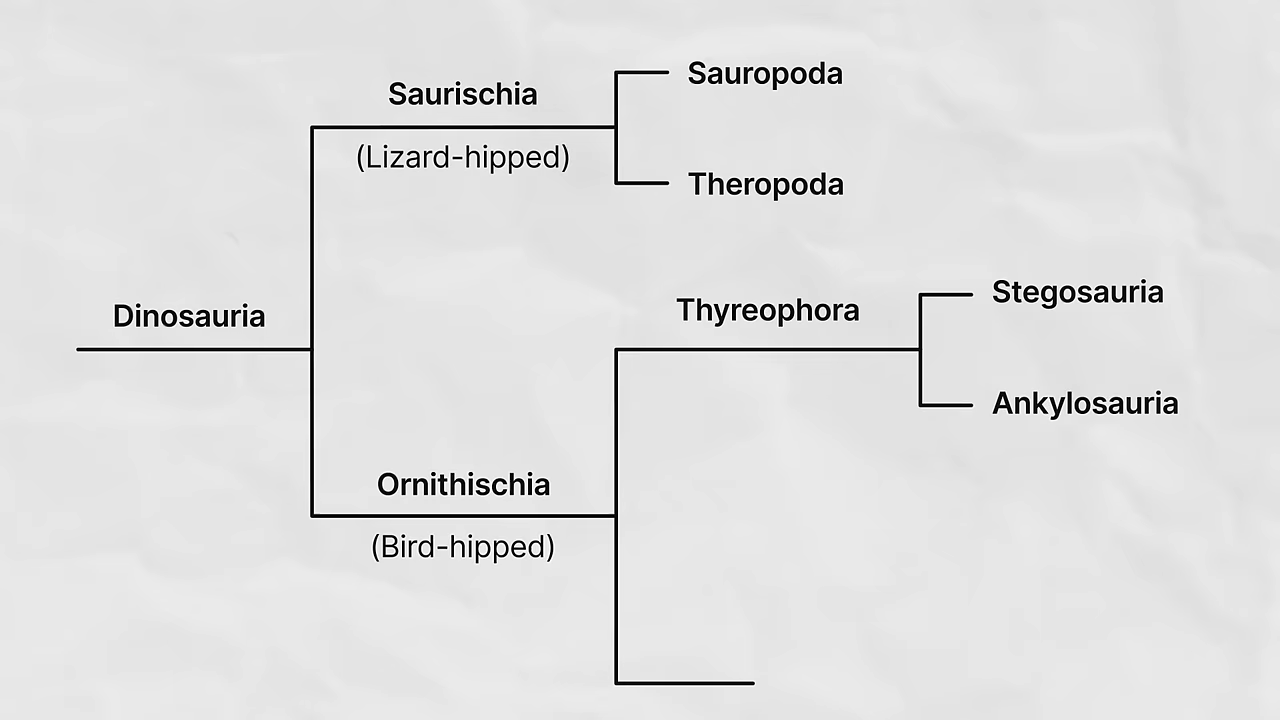 Sauropoda
Saurischia
(Lizard-hipped)
Theropoda
Stegosauria
Thyreophora
Dinosauria
Ankylosauria
Ornithischia
(Bird-hipped)